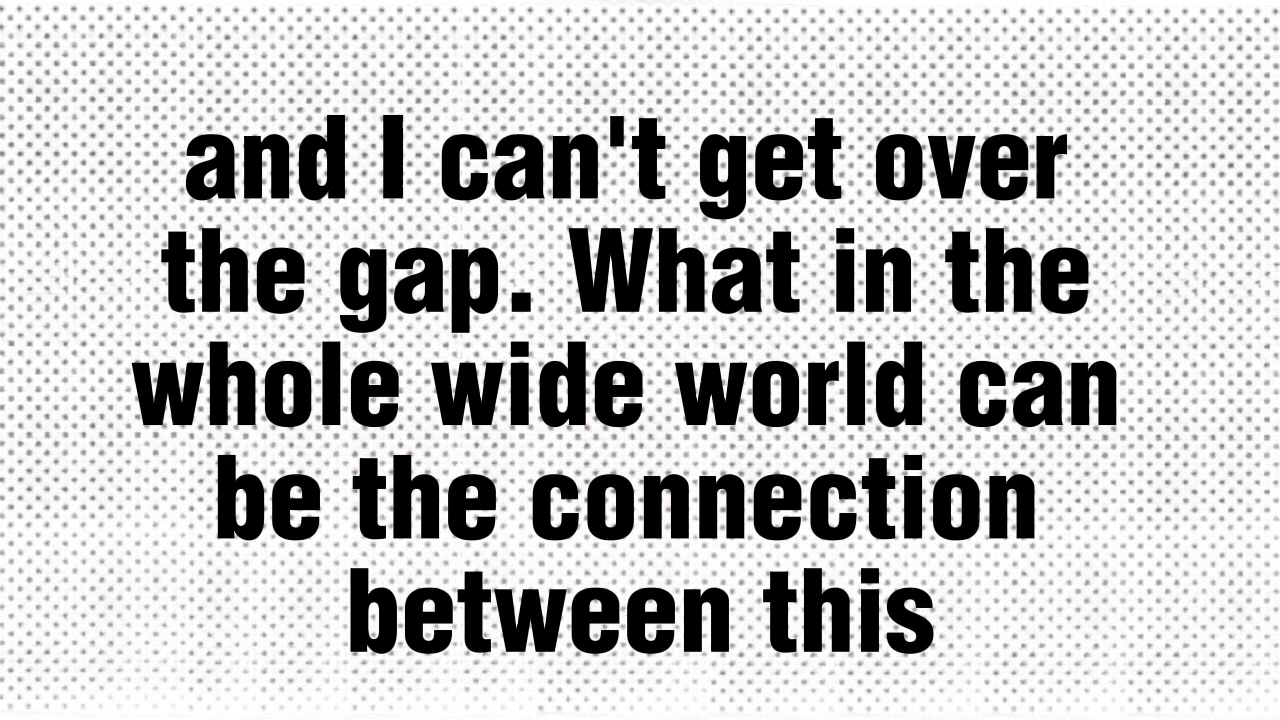 and I can't get over
the gap. What in the
whole wide world can
be the connection
between this